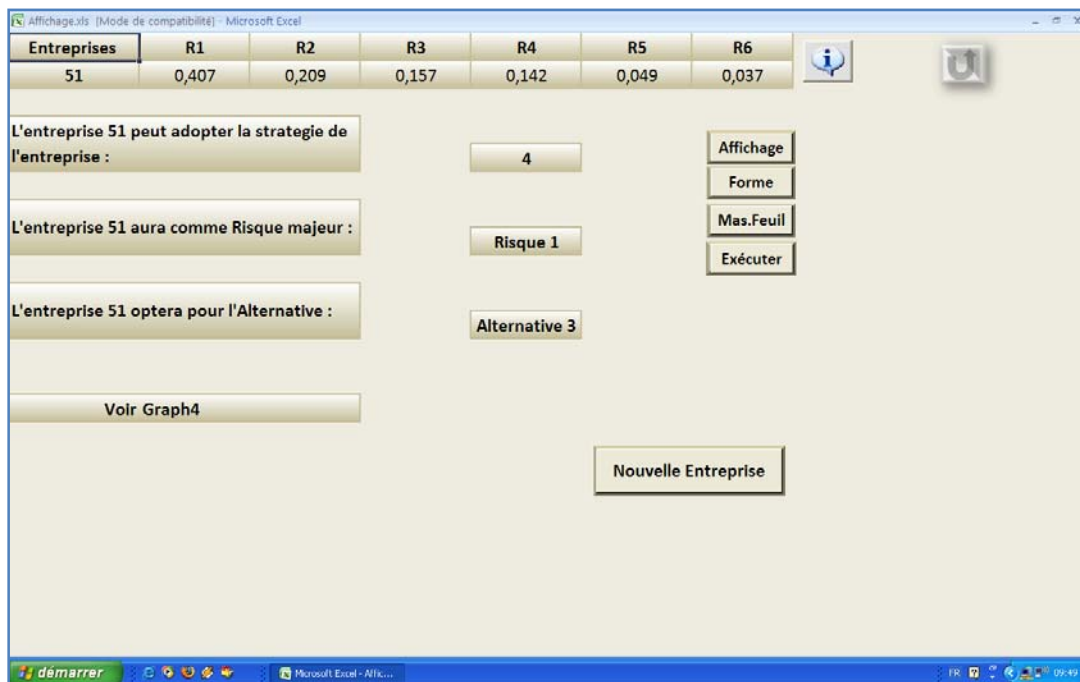 Affichage.xls [Mode de compatibilité] - Microsoft Excel
Entreprises R1 R2 R3 R4 R5 R6
51 0,407 0,209 0,157 0,142 0,049 0,037
L'entreprise 51 peut adopter la strategie de
l'entreprise :
4
Affichage
Forme
L'entreprise 51 aura comme Risque majeur :
Risque 1
Mas.Feuil
Exécuter
L'entreprise 51 optera pour l'Alternative :
Alternative 3
Voir Graph4
Nouvelle Entreprise
démarrer Microsoft Excel - Affic... FR 09:49